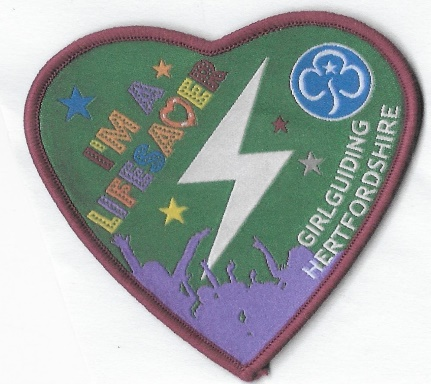 I'M A
LIFESAVER
GIRLGUIDING
HERTFORDSHIRE